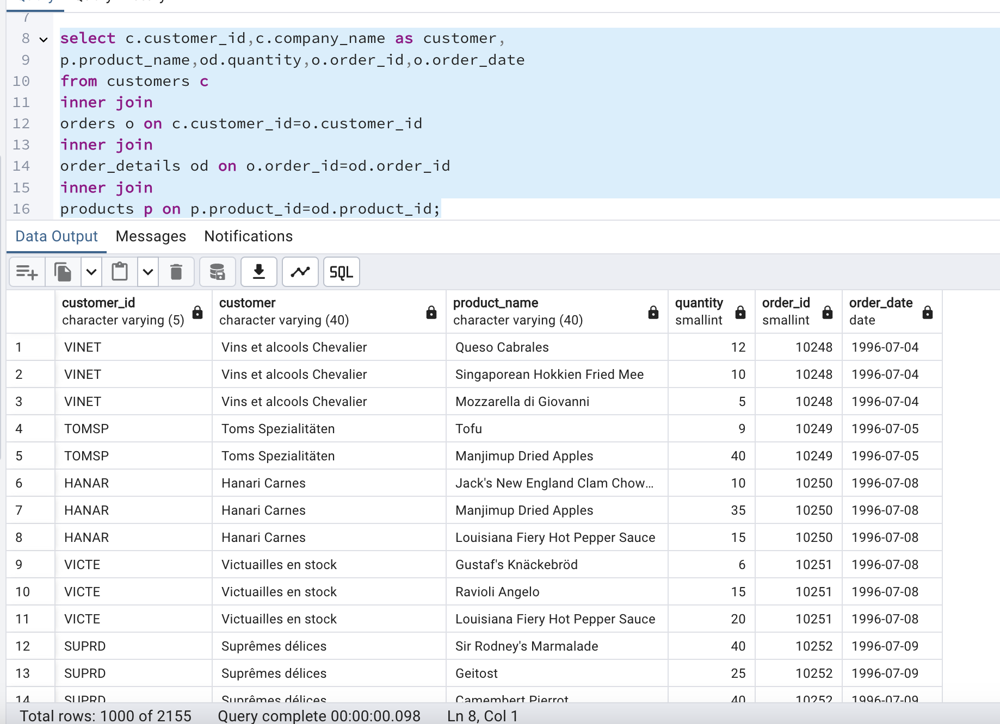 7
8 select c.customer_id,c.company_name as customer,
9 p.product_name,od.quantity,o.order_id,o.order_date
10 from customers c
11 inner join
12 orders o on c.customer_id=o.customer_id
13 inner join
14 order_details od on o.order_id=od.order_id
15 inner join
16 products p on p.product_id=od.product_id;
Data Output Messages Notifications
SQL
customer_id customer product_name quantity order_id order_date
character varying (5) character varying (40) character varying (40) smallint smallint date
1 VINET Vins et alcools Chevalier Queso Cabrales 12 10248 1996-07-04
2 VINET Vins et alcools Chevalier Singaporean Hokkien Fried Mee 10 10248 1996-07-04
3 VINET Vins et alcools Chevalier Mozzarella di Giovanni 5 10248 1996-07-04
4 TOMSP Toms Spezialitäten Tofu 9 10249 1996-07-05
5 TOMSP Toms Spezialitäten Manjimup Dried Apples 40 10249 1996-07-05
6 HANAR Hanari Carnes Jack's New England Clam Chow... 10 10250 1996-07-08
7 HANAR Hanari Carnes Manjimup Dried Apples 35 10250 1996-07-08
8 HANAR Hanari Carnes Louisiana Fiery Hot Pepper Sauce 15 10250 1996-07-08
9 VICTE Victuailles en stock Gustaf's Knäckebröd 6 10251 1996-07-08
10 VICTE Victuailles en stock Ravioli Angelo 15 10251 1996-07-08
11 VICTE Victuailles en stock Louisiana Fiery Hot Pepper Sauce 20 10251 1996-07-08
12 SUPRD Suprêmes délices Sir Rodney's Marmalade 40 10252 1996-07-09
13 SUPRD Suprêmes délices Geitost 25 10252 1996-07-09
14 SUPRD Suprêmes délices Camembert Pierrot 40 10252 1996-07-09
Total rows: 1000 of 2155 Query complete 00:00:00.098 Ln 8, Col 1